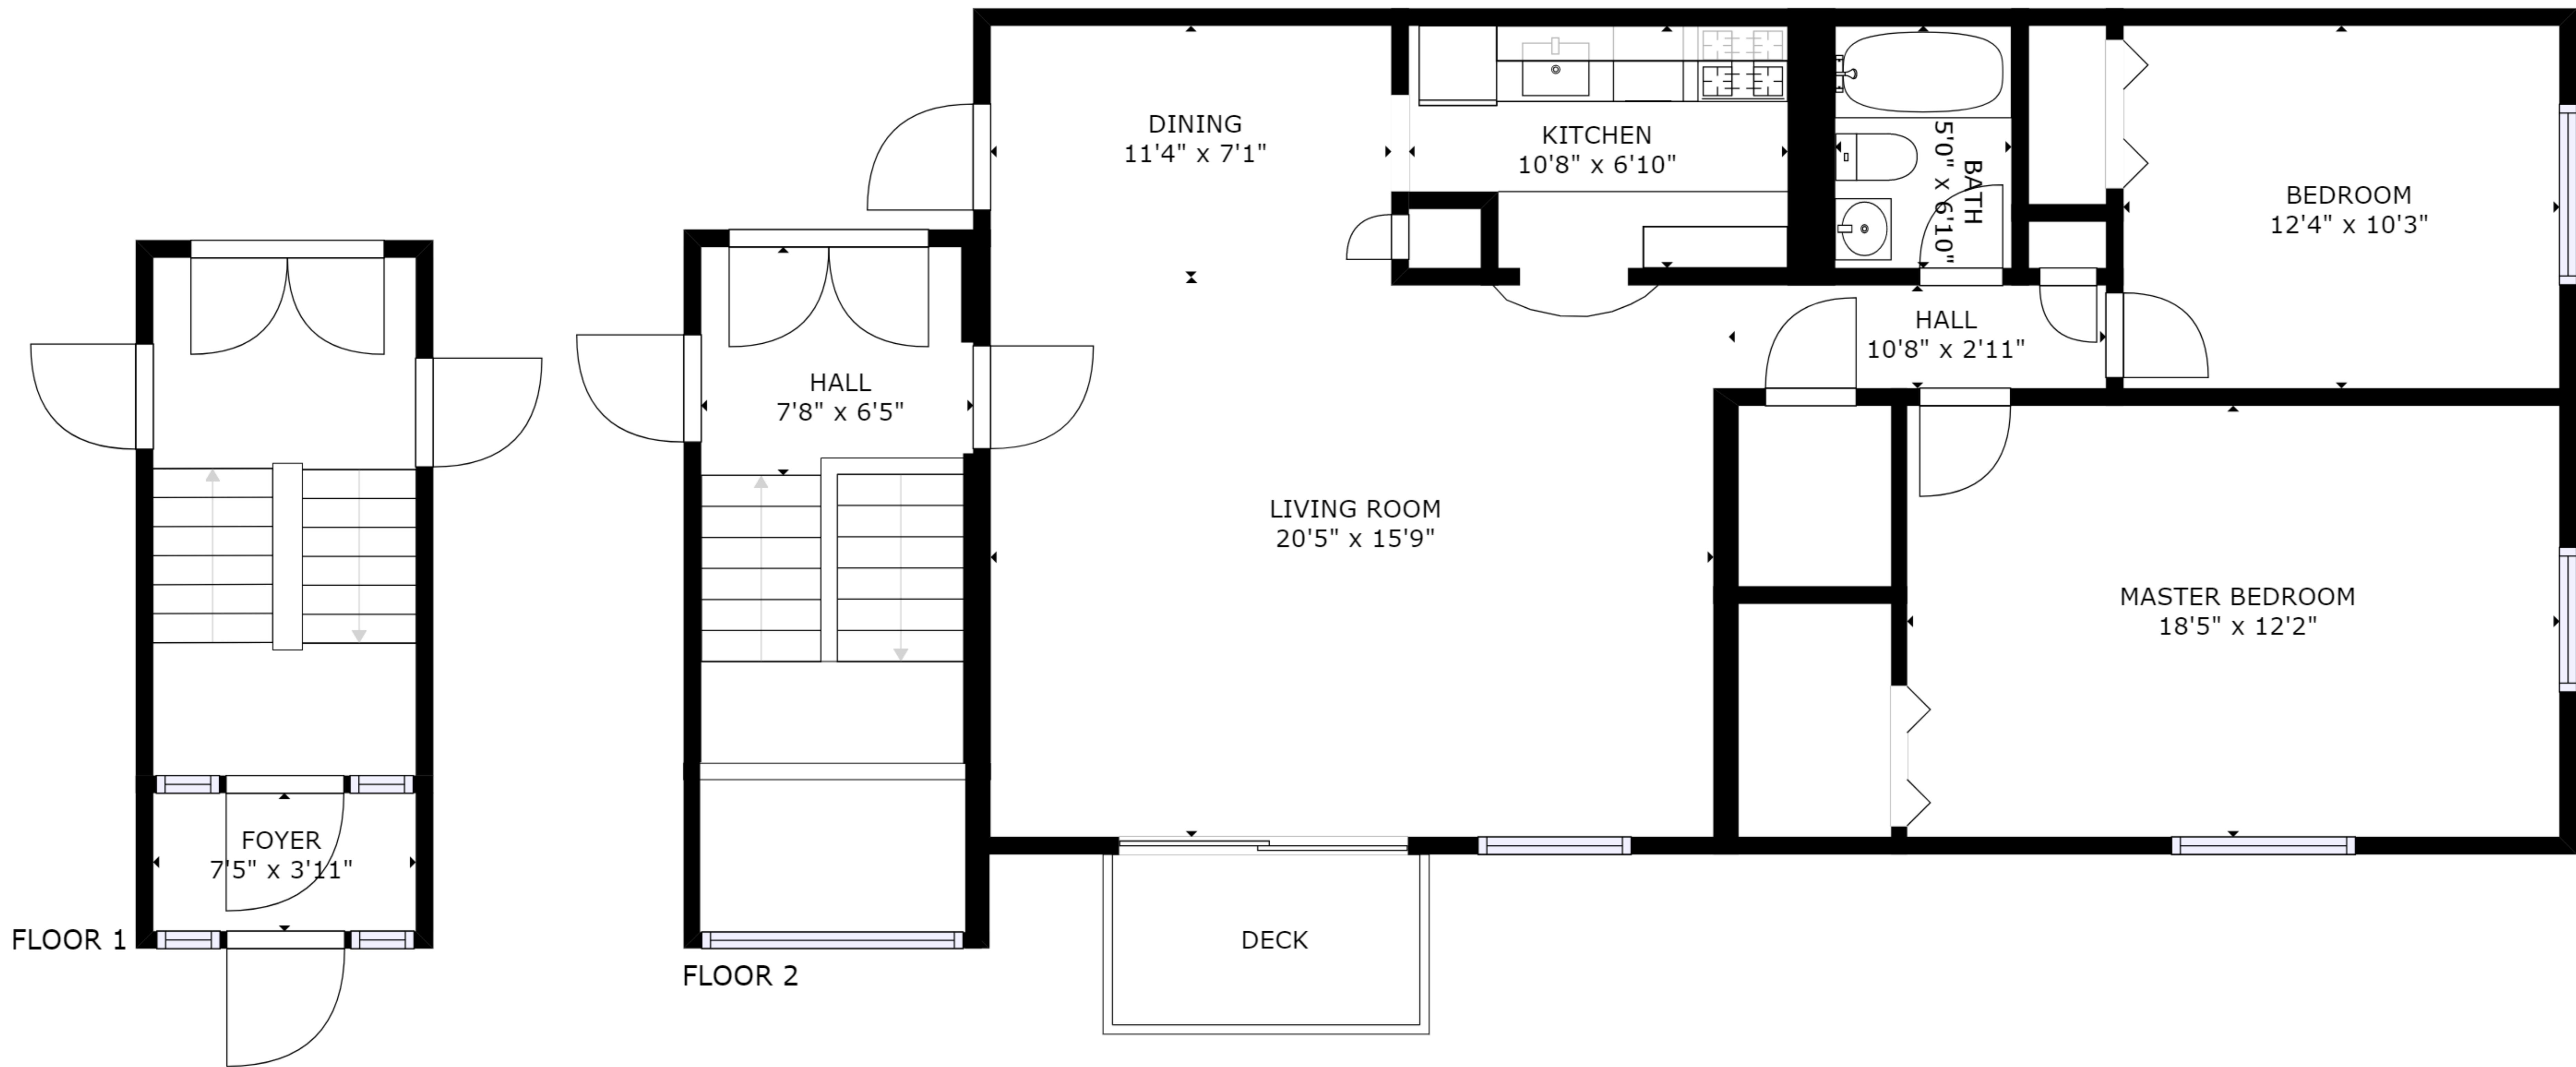 DINING
11'4" x 7'1"
KITCHEN
10'8" x 6'10"
BATH
5'0" x 6'10"
BEDROOM
12'4" x 10'3"
HALL
10'8" x 2'11"
HALL
7'8" x 6'5"
LIVING ROOM
20'5" x 15'9"
MASTER BEDROOM
18'5" x 12'2"
FOYER
7'5" x 3'11"
FLOOR 1
DECK
FLOOR 2